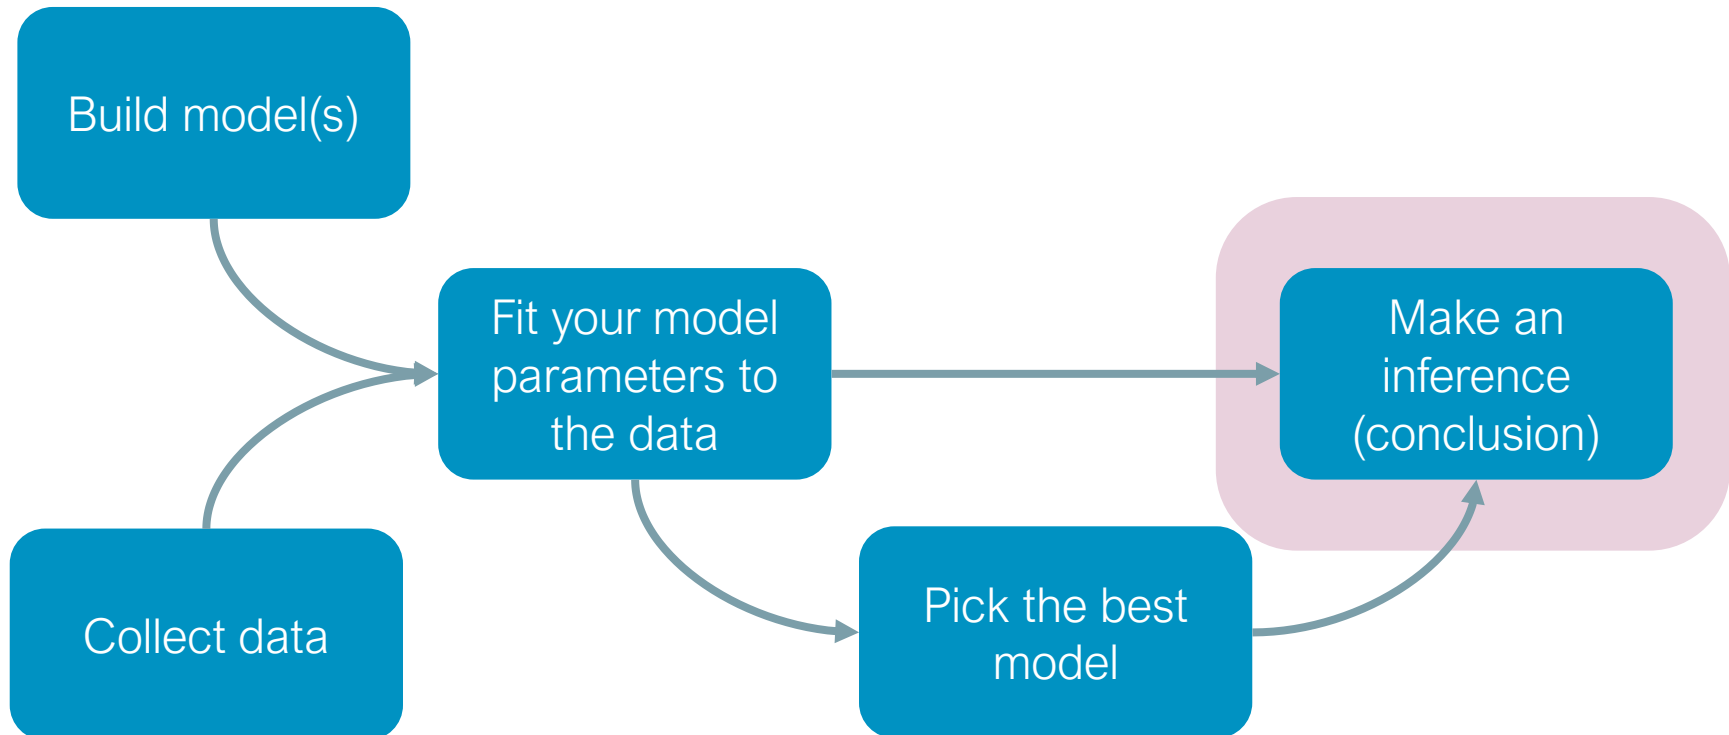 Build model(s)
Collect data
Fit your model
parameters to
the data
Pick the best
model
Make an
inference
(conclusion)